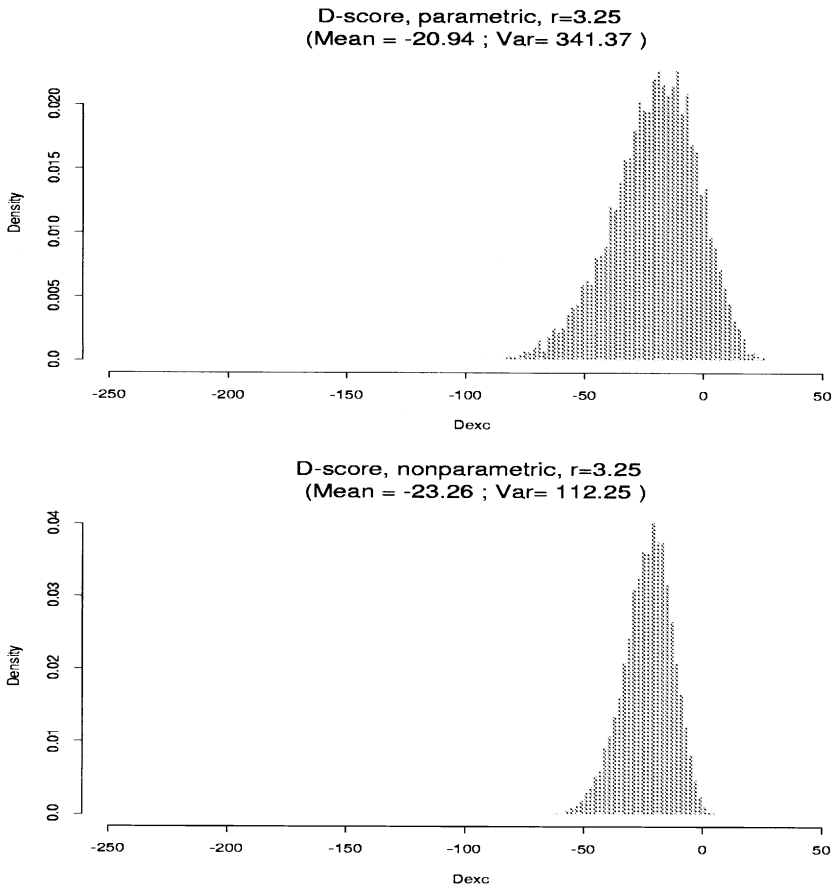 D-score, parametric, r=3.25
(Mean = -20.94 ; Var= 341.37 )
0.020
0.015
0.010
0.005
0.0
Density
-250 -200 -150 -100 -50 0 50
Dexc
D-score, nonparametric, r=3.25
(Mean = -23.26 ; Var= 112.25 )
0.04
0.03
0.02
0.01
0.0
Density
-250 -200 -150 -100 -50 0 50
Dexc